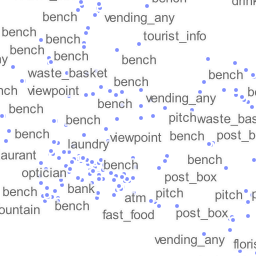 bench
drin
bench
vending_any
bench
bench
tourist_info
bench
bench
bench
waste_basket
bench
bench
viewpoint
bench
vending_any
bench
bench
pitch
waste_bas
bench
bench
viewpoint
bench
post_b
laundry
aurant
bench
bench
optician
post_box
bench
bank
atm
pitch
pitch
bench
ountain
fast_food
post_box
vending_any
floris